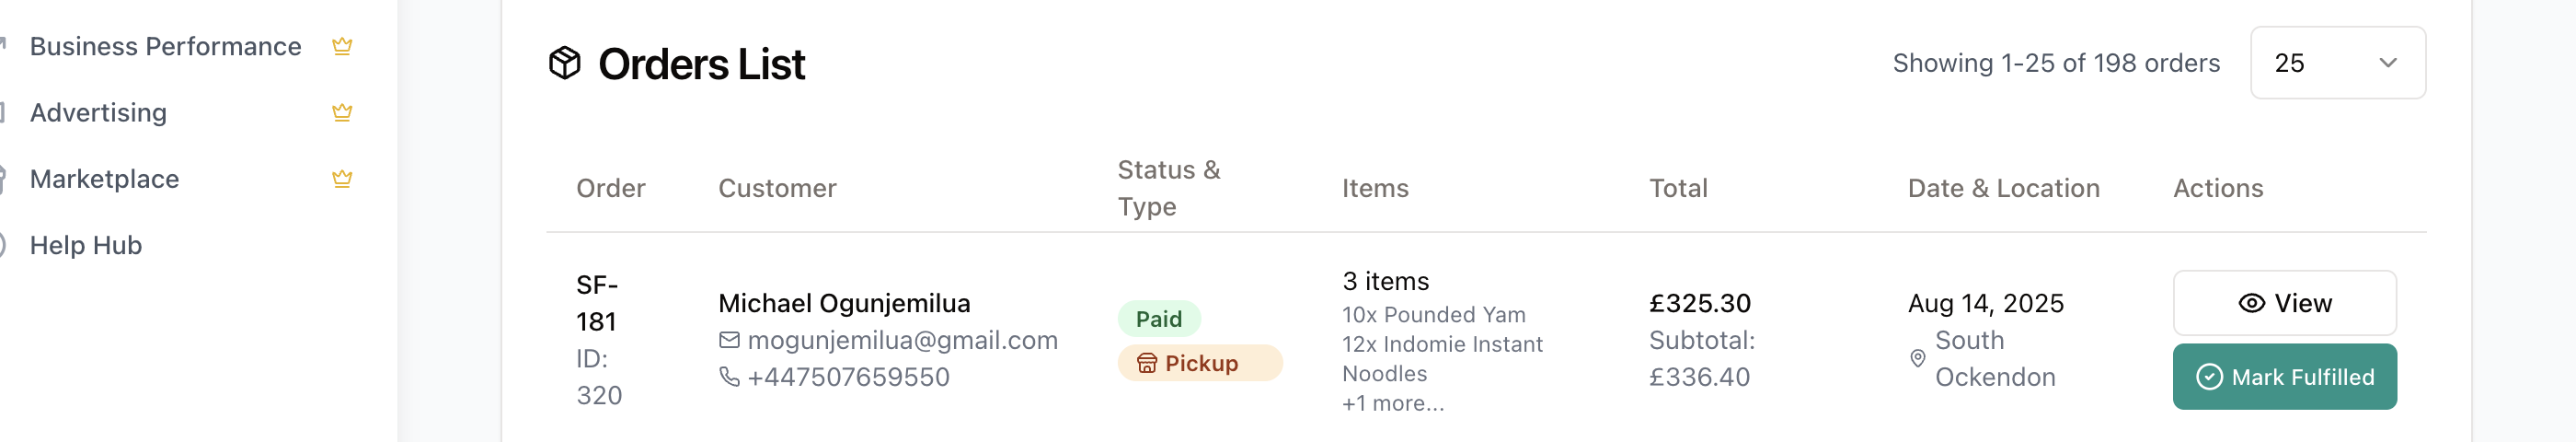 Business Performance
Advertising
Marketplace
Help Hub
Orders List
Showing 1-25 of 198 orders
25
Order
Customer
Status &
Type
Items
Total
Date & Location
Actions
SF-
181
ID:
320
Michael Ogunjemilua
mogunjemilua@gmail.com
+447507659550
Paid
Pickup
3 items
10x Pounded Yam
12x Indomie Instant
Noodles
+1 more...
£325.30
Subtotal:
£336.40
Aug 14, 2025
South
Ockendon
View
Mark Fulfilled